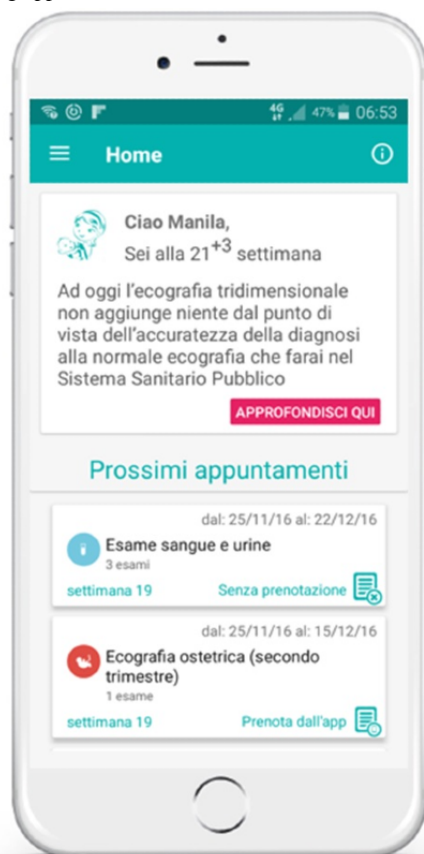 4G 47% 06:53
Home
Ciao Manila,
Sei alla 21+3 settimana
Ad oggi l'ecografia tridimensionale
non aggiunge niente dal punto di
vista dell'accuratezza della diagnosi
alla normale ecografia che farai nel
Sistema Sanitario Pubblico
APPROFONDISCI QUI
Prossimi appuntamenti
dal: 25/11/16 al: 22/12/16
Esame sangue e urine
3 esami
settimana 19 Senza prenotazione
dal: 25/11/16 al: 15/12/16
Ecografia ostetrica (secondo
trimestre)
1 esame
settimana 19 Prenota dall'app